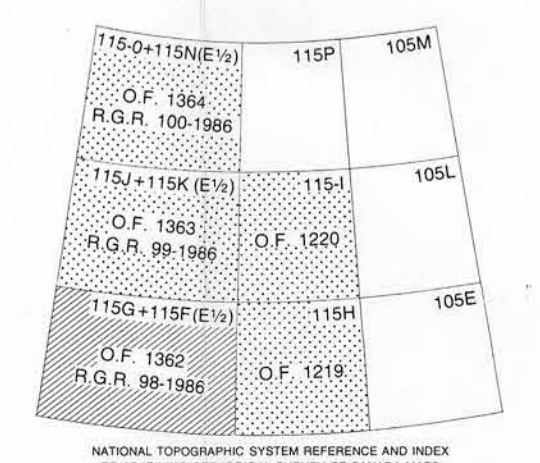 115-O+115N(E½)
115P
105M
O.F. 1364
R.G.R. 100-1986
115J+115K (E½)
115-I
105L
O.F. 1363
R.G.R. 99-1986
O.F. 1220
115G+115F(E½)
115H
105E
O.F. 1362
R.G.R. 98-1986
O.F. 1219
NATIONAL TOPOGRAPHIC SYSTEM REFERENCE AND INDEX